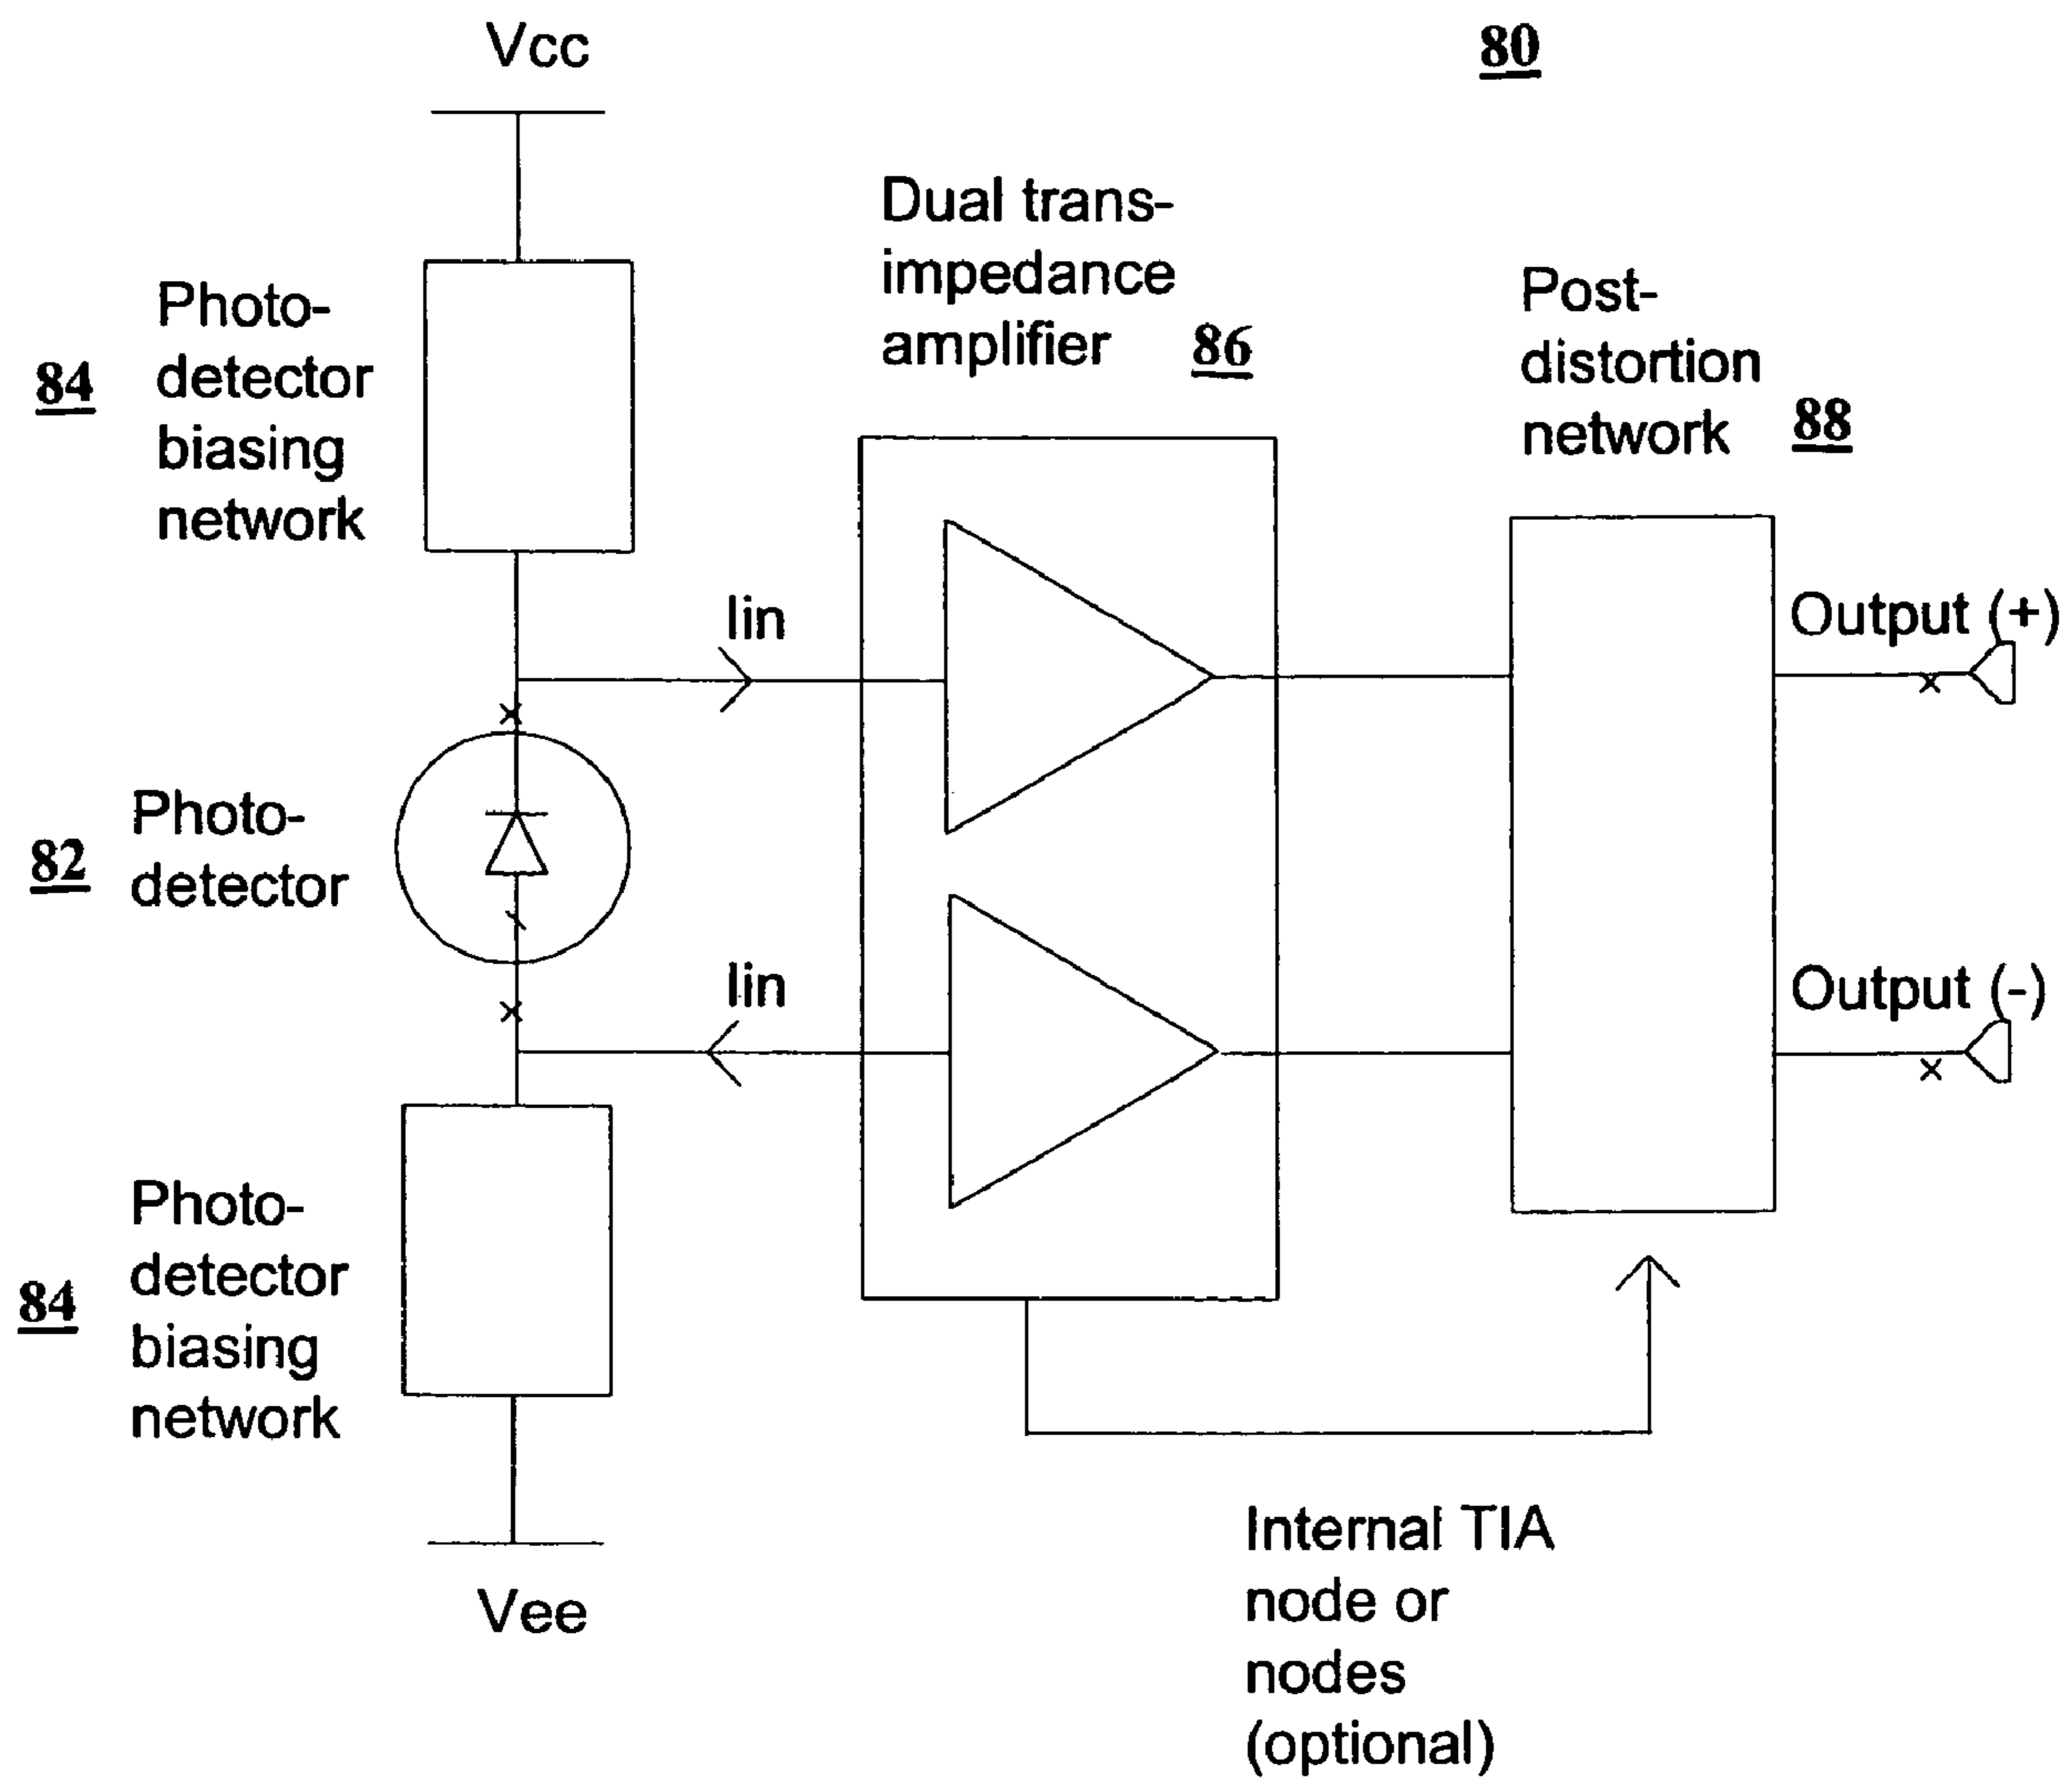 Vcc
80
Dual trans-
impedance
amplifier 86
Photo-
detector
biasing
network
84
Post-
distortion
network 88
Iin
Output (+)
Photo-
detector
82
Iin
Output (-)
Photo-
detector
biasing
network
84
Vee
Internal TIA
node or
nodes
(optional)